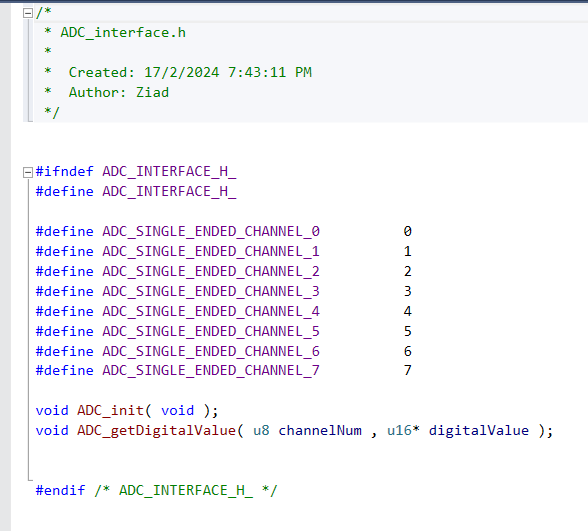 /*
 * ADC_interface.h
 *
 *  Created: 17/2/2024 7:43:11 PM
 *  Author: Ziad
 */
#ifndef ADC_INTERFACE_H_
#define ADC_INTERFACE_H_
#define ADC_SINGLE_ENDED_CHANNEL_0          0
#define ADC_SINGLE_ENDED_CHANNEL_1          1
#define ADC_SINGLE_ENDED_CHANNEL_2          2
#define ADC_SINGLE_ENDED_CHANNEL_3          3
#define ADC_SINGLE_ENDED_CHANNEL_4          4
#define ADC_SINGLE_ENDED_CHANNEL_5          5
#define ADC_SINGLE_ENDED_CHANNEL_6          6
#define ADC_SINGLE_ENDED_CHANNEL_7          7
void ADC_init( void );
void ADC_getDigitalValue( u8 channelNum , u16* digitalValue );
#endif /* ADC_INTERFACE_H_ */